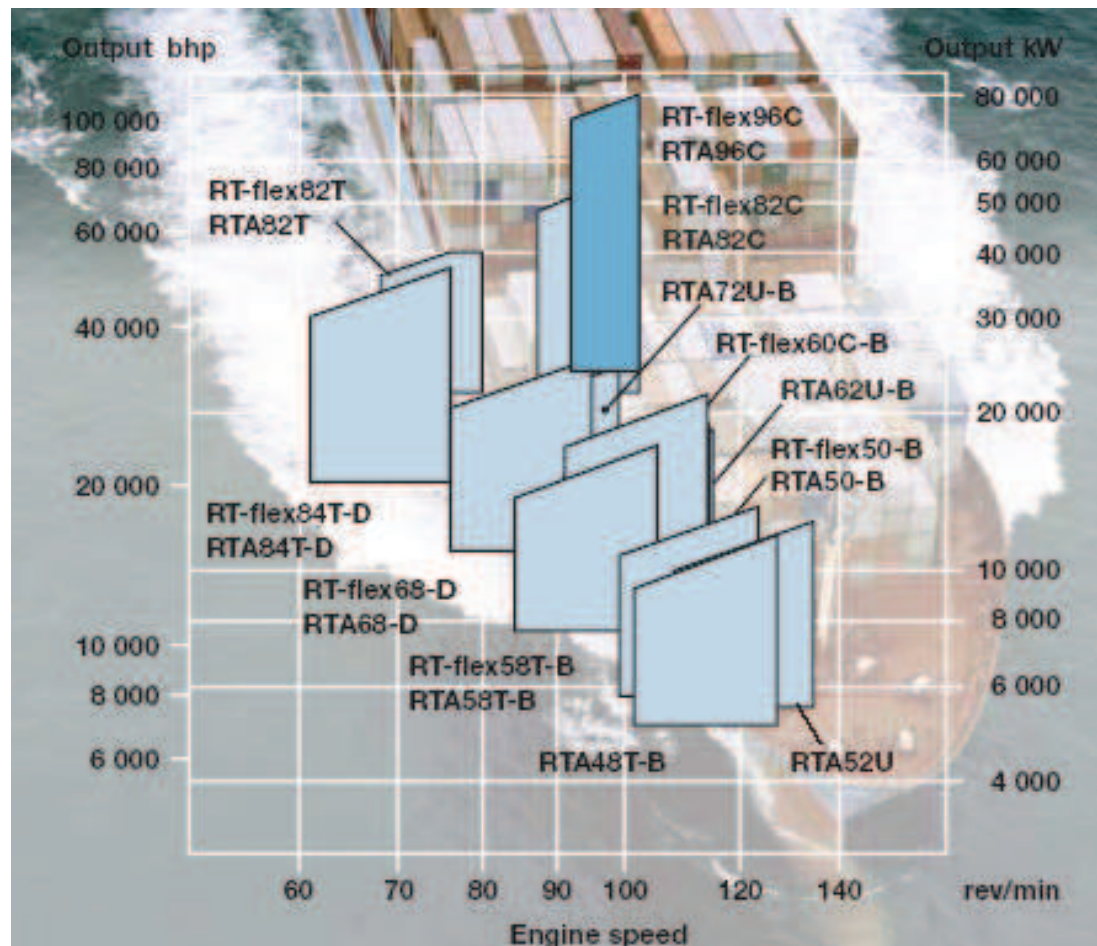 Output bhp
Output kW
100 000
80 000
60 000
40 000
20 000
10 000
8 000
6 000
80 000
60 000
50 000
40 000
30 000
20 000
10 000
8 000
6 000
4 000
RT-flex96C
RTA96C
RT-flex82T
RTA82T
RT-flex82C
RTA82C
RTA72U-B
RT-flex60C-B
RTA62U-B
RT-flex50-B
RTA50-B
RT-flex84T-D
RTA84T-D
RT-flex68-D
RTA68-D
RT-flex58T-B
RTA58T-B
RTA48T-B
RTA52U
60 70 80 90 100 120 140 rev/min
Engine speed